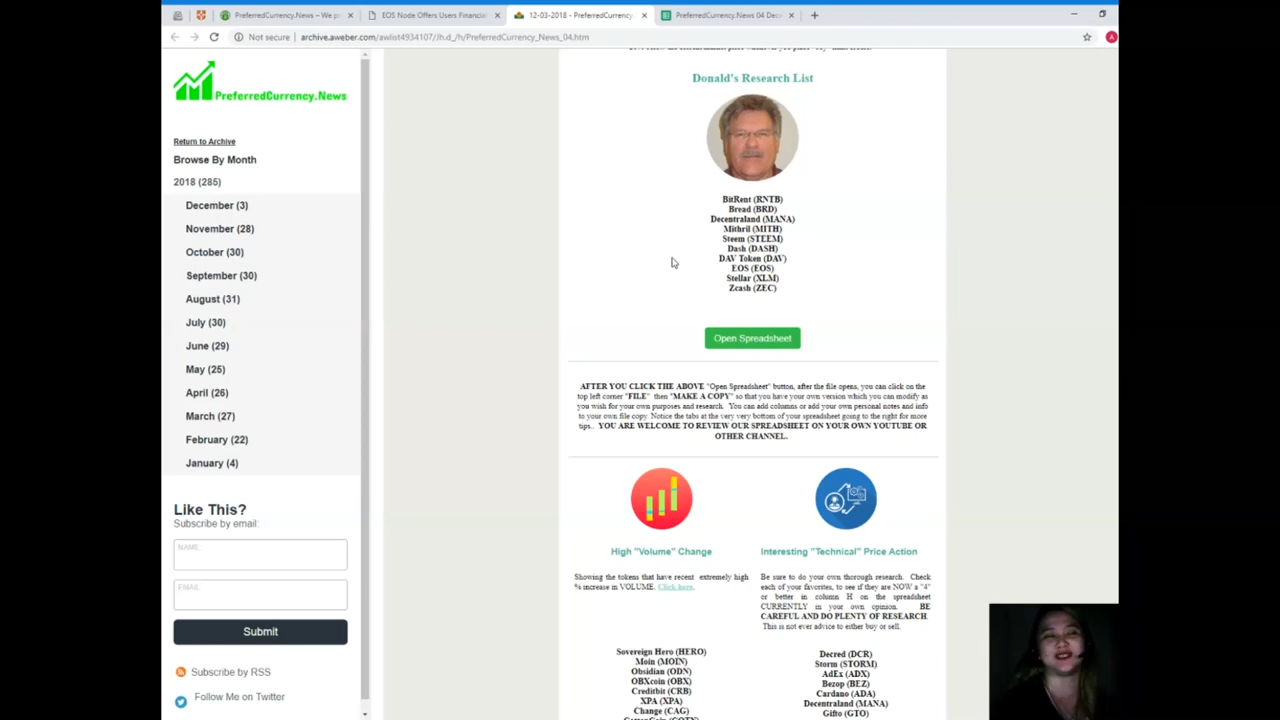 PreferredCurrency.News – We pr
EOS Node Offers Users Financial
12-03-2018 - PreferredCurrency.
PreferredCurrency.News 04 Dec
Not secure | archive.aweber.com/awlist4934107/Jh.d_/h/PreferredCurrency_News_04.htm
PreferredCurrency.News
Return to Archive
Browse By Month
2018 (285)
December (3)
November (28)
October (30)
September (30)
August (31)
July (30)
June (29)
May (25)
April (26)
March (27)
February (22)
January (4)
Like This?
Subscribe by email:
NAME:
EMAIL:
Submit
Subscribe by RSS
Follow Me on Twitter
Donald's Research List
BitRent (RNTB)
Bread (BRD)
Decentraland (MANA)
Mithril (MITH)
Steem (STEEM)
Dash (DASH)
DAV Token (DAV)
EOS (EOS)
Stellar (XLM)
Zcash (ZEC)
Open Spreadsheet
AFTER YOU CLICK THE ABOVE "Open Spreadsheet" button, after the file opens, you can click on the
top left corner "FILE" then "MAKE A COPY" so that you have your own version which you can modify as
you wish for your own purposes and research. You can add columns or add your own personal notes and info
to your own file copy. Notice the tabs at the very very bottom of your spreadsheet going to the right for more
tips.. YOU ARE WELCOME TO REVIEW OUR SPREADSHEET ON YOUR OWN YOUTUBE OR
OTHER CHANNEL.
High "Volume" Change
Showing the tokens that have recent extremely high
% increase in VOLUME. Click here.
Sovereign Hero (HERO)
Moin (MOIN)
Obsidian (ODN)
OBXcoin (OBX)
Creditbit (CRB)
XPA (XPA)
Change (CAG)
Interesting "Technical" Price Action
Be sure to do your own thorough research. Check
each of your favorites, to see if they are NOW a "4"
or better in column H on the spreadsheet
CURRENTLY in your own opinion. BE
CAREFUL AND DO PLENTY OF RESEARCH
This is not ever advice to either buy or sell.
Decred (DCR)
Storm (STORM)
AdEx (ADX)
Bezop (BEZ)
Cardano (ADA)
Decentraland (MANA)
Gifto (GTO)